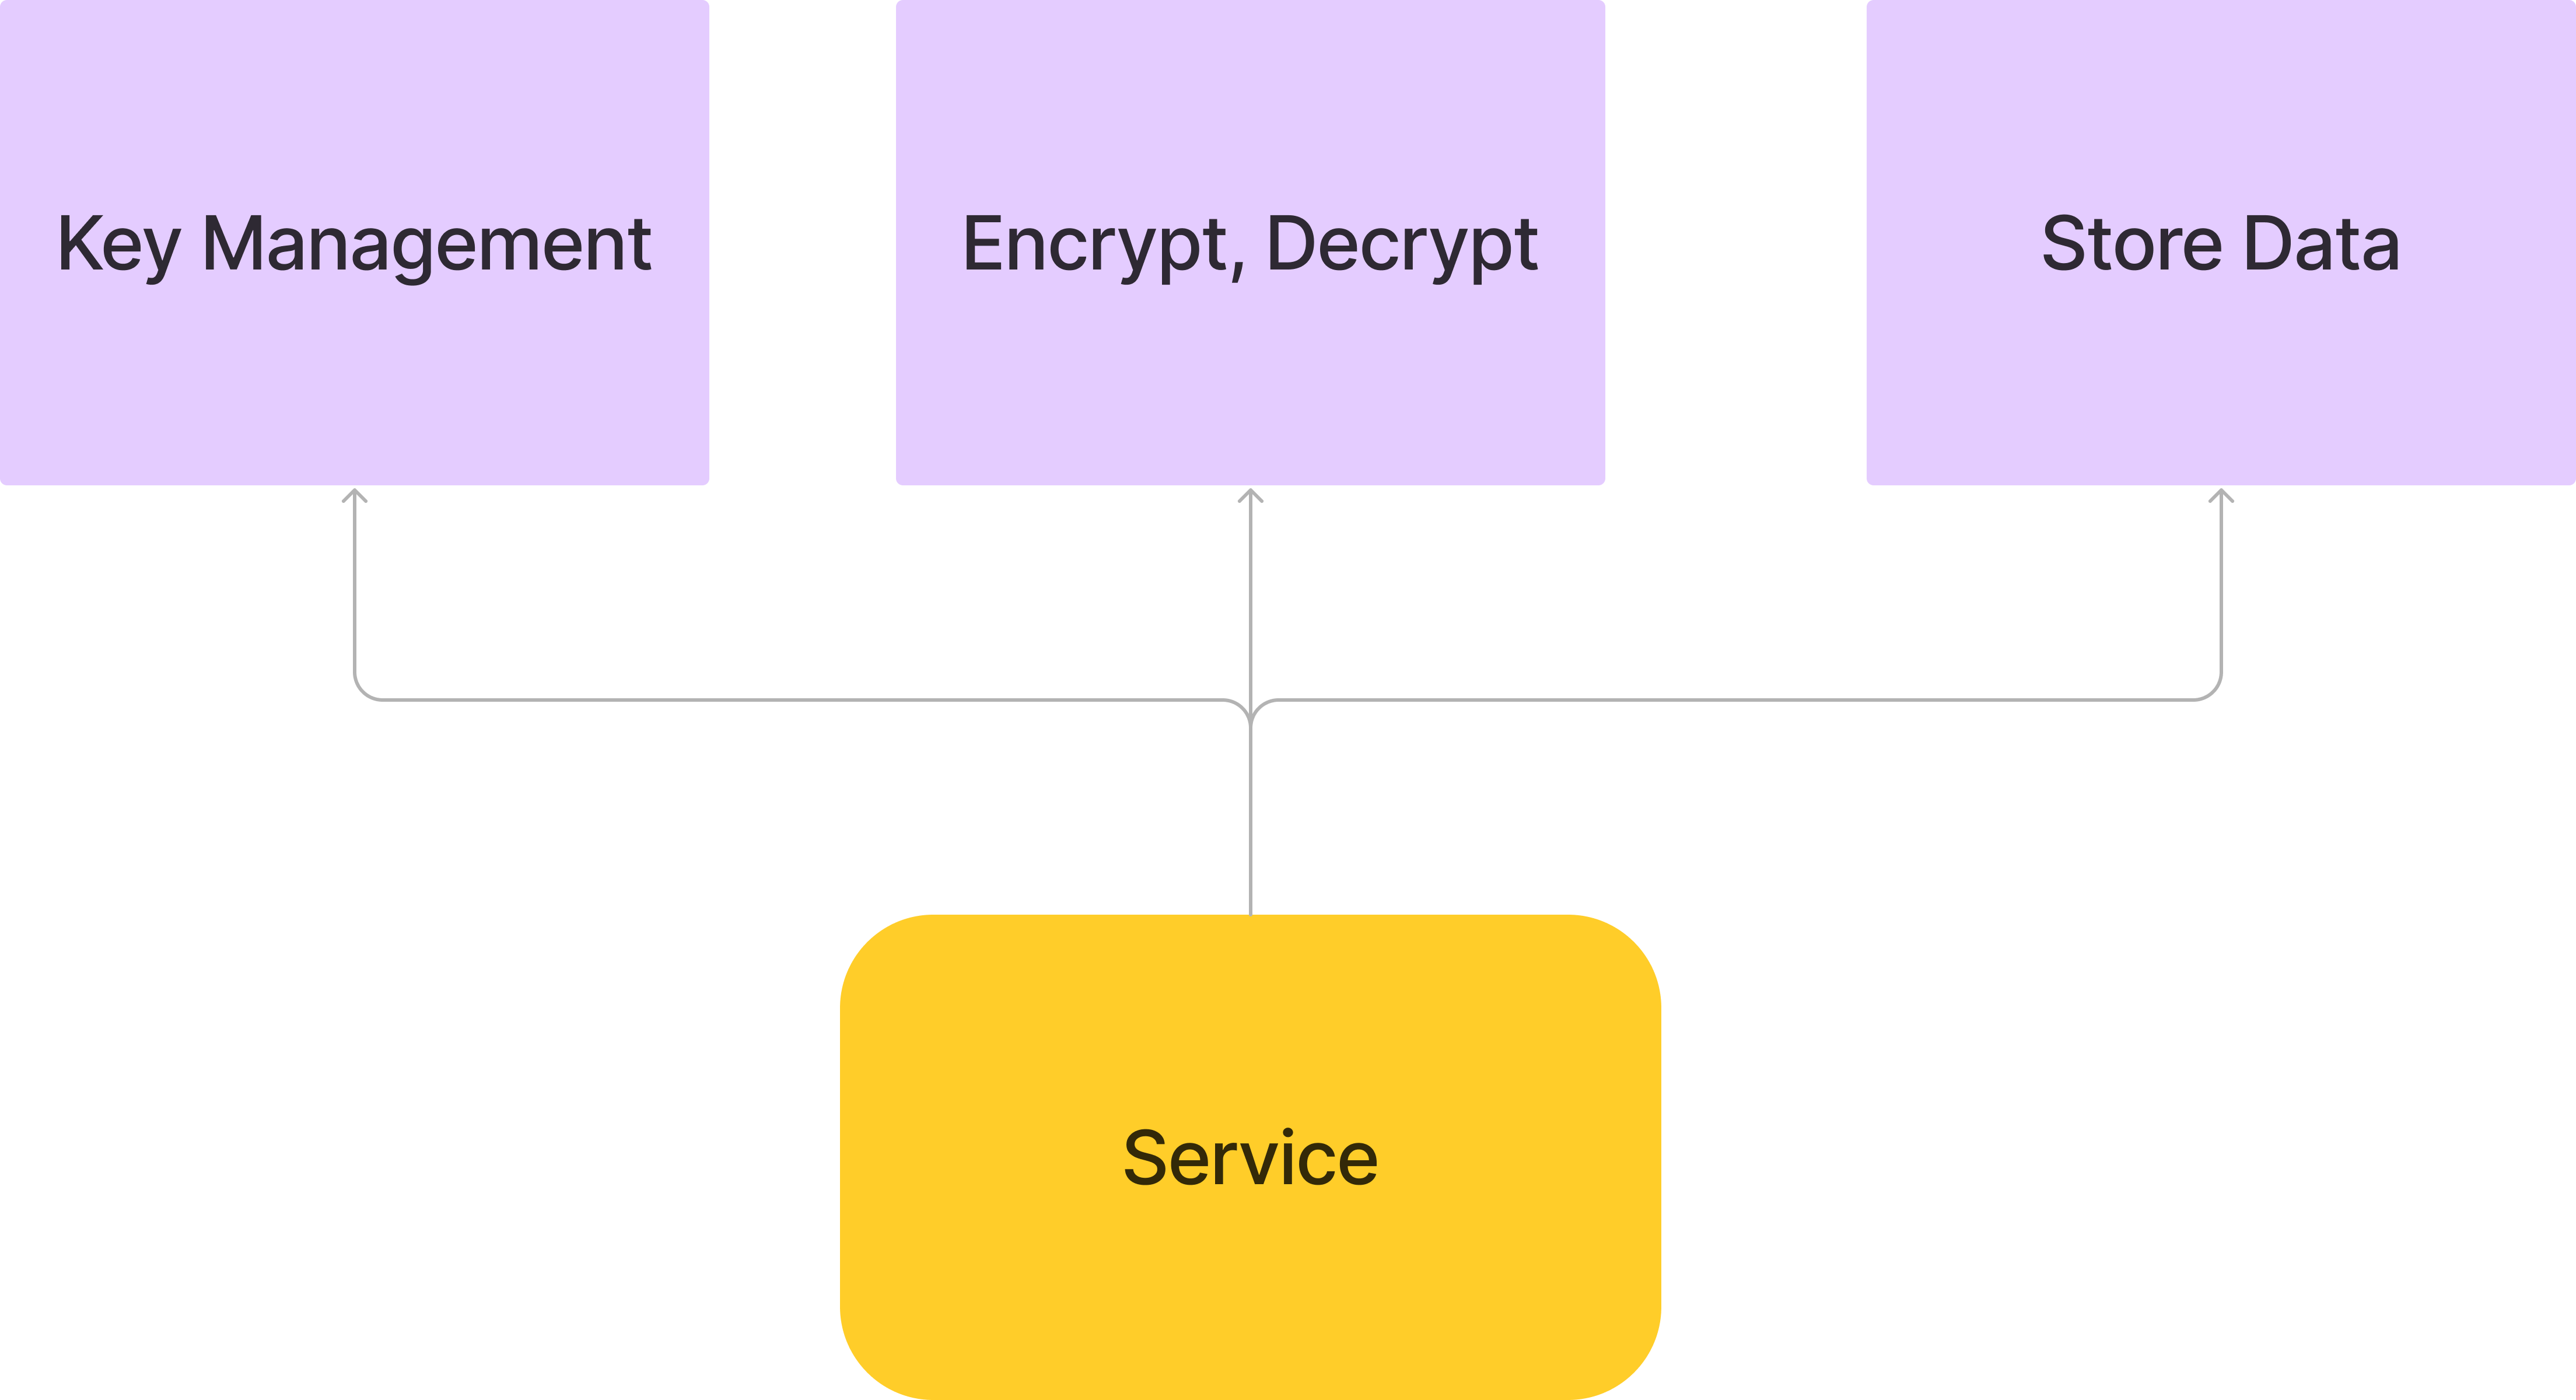 Key Management
Encrypt, Decrypt
Store Data
Service